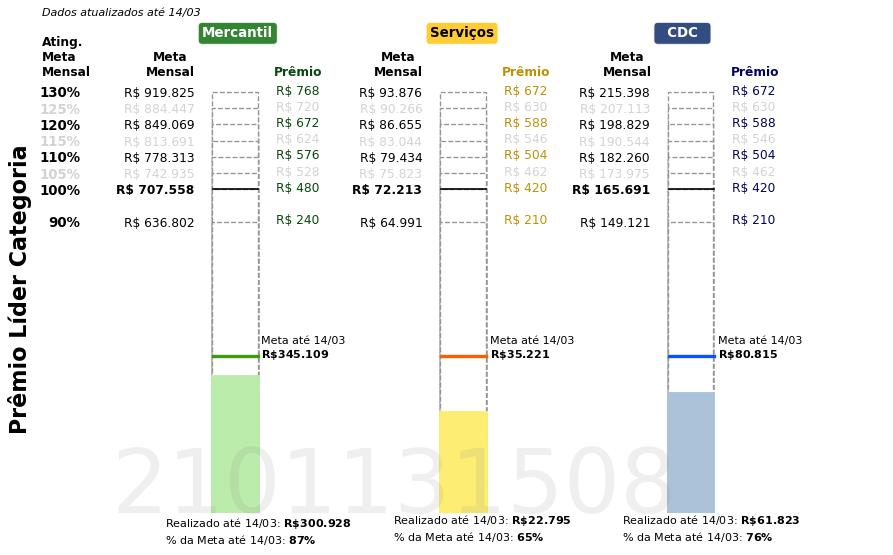 Dados atualizados até 14/03
Mercantil Serviços CDC
Ating.
Meta
Mensal
Meta
Mensal
Prêmio
Meta
Mensal
Prêmio
Meta
Mensal
Prêmio
130% R$ 919.825 R$ 768 R$ 93.876 R$ 672 R$ 215.398 R$ 672
125% R$ 884.447 R$ 720 R$ 90.266 R$ 630 R$ 207.113 R$ 630
120% R$ 849.069 R$ 672 R$ 86.655 R$ 588 R$ 198.829 R$ 588
115% R$ 813.691 R$ 624 R$ 83.044 R$ 546 R$ 190.544 R$ 546
110% R$ 778.313 R$ 576 R$ 79.434 R$ 504 R$ 182.260 R$ 504
105% R$ 742.935 R$ 528 R$ 75.823 R$ 462 R$ 173.975 R$ 462
100% R$ 707.558 R$ 480 R$ 72.213 R$ 420 R$ 165.691 R$ 420
90% R$ 636.802 R$ 240 R$ 64.991 R$ 210 R$ 149.121 R$ 210
Prêmio Líder Categoria
Meta até 14/03
R$345.109
Meta até 14/03
R$35.221
Meta até 14/03
R$80.815
2101131508
Realizado até 14/03: R$300.928
% da Meta até 14/03: 87%
Realizado até 14/03: R$22.795
% da Meta até 14/03: 65%
Realizado até 14/03: R$61.823
% da Meta até 14/03: 76%